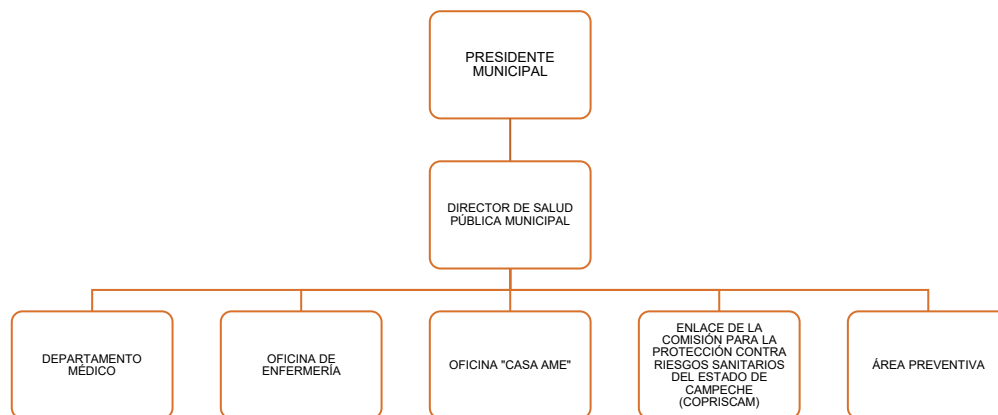 PRESIDENTE
MUNICIPAL
DIRECTOR DE SALUD
PÚBLICA MUNICIPAL
DEPARTAMENTO
MÉDICO
OFICINA DE
ENFERMERÍA
OFICINA "CASA AME"
ENLACE DE LA
COMISIÓN PARA LA
PROTECCIÓN CONTRA
RIESGOS SANITARIOS
DEL ESTADO DE
CAMPECHE
(COPRISCAM)
ÁREA PREVENTIVA